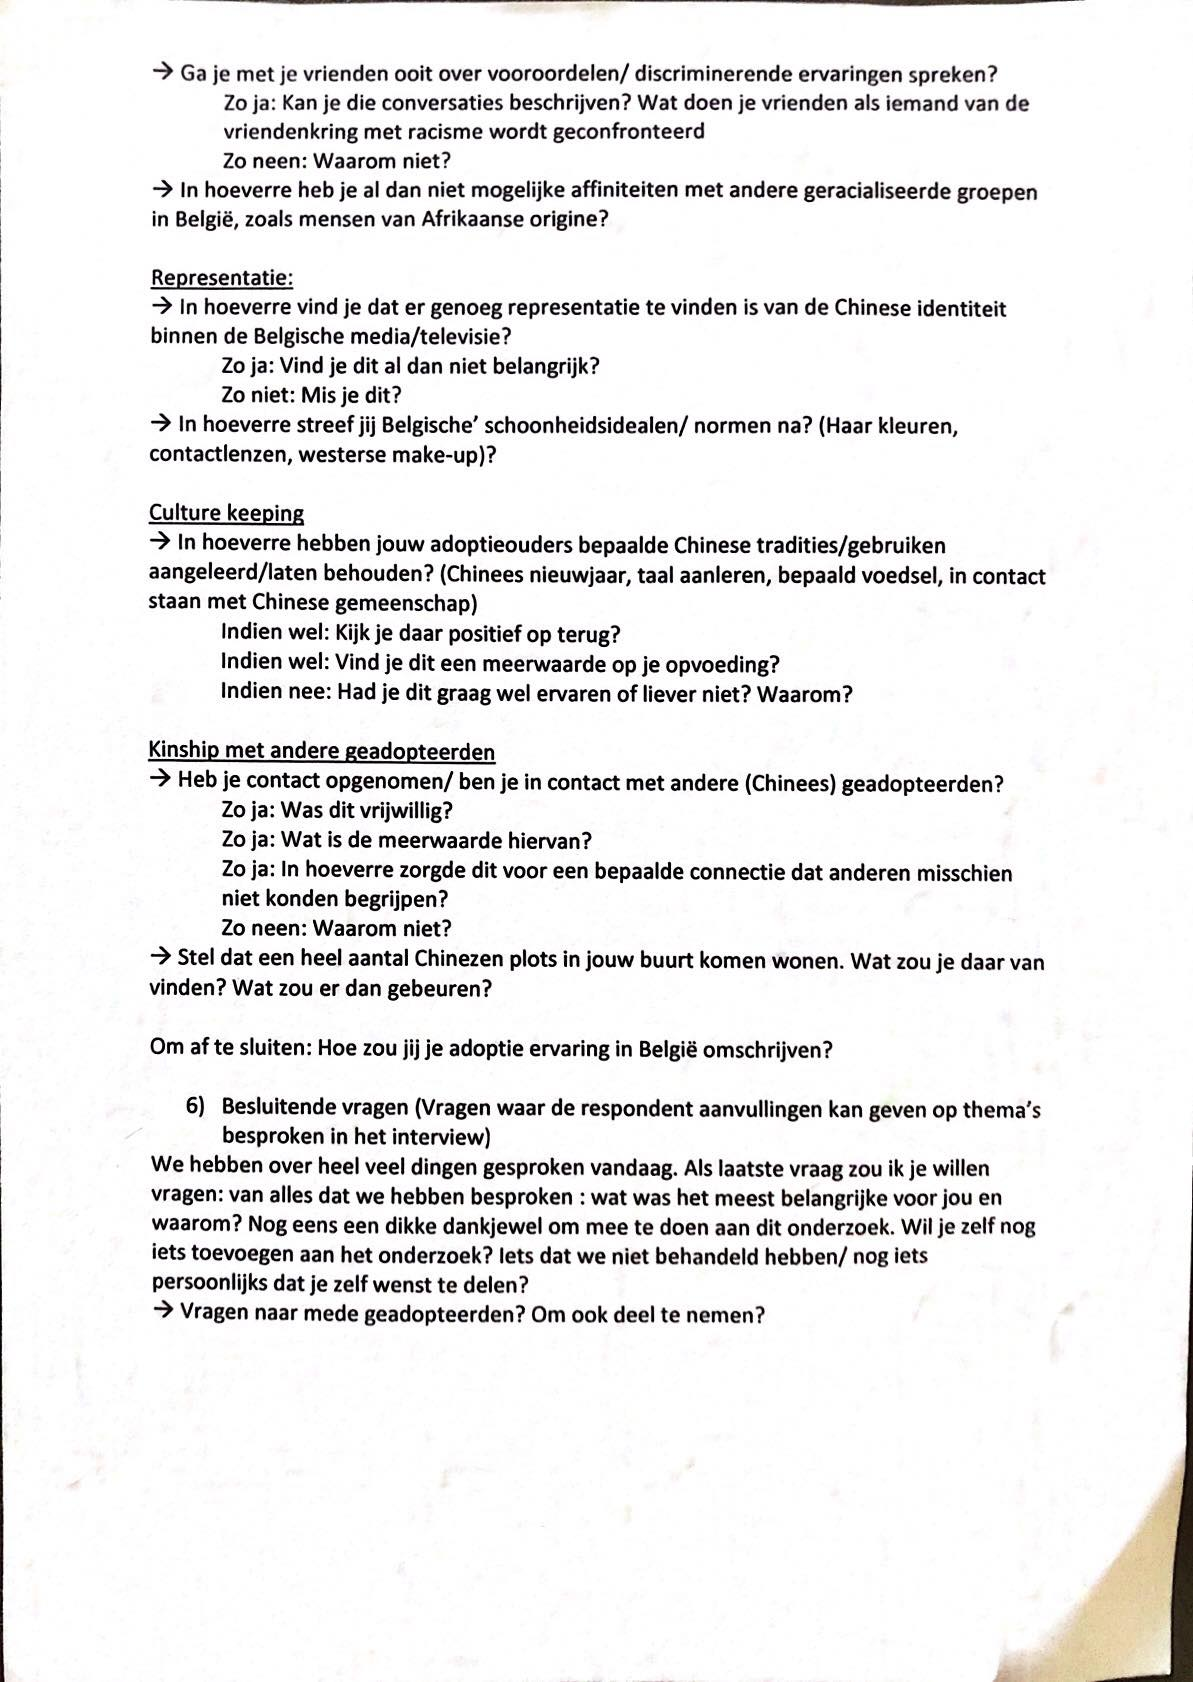 → Ga je met je vrienden ooit over vooroordelen/ discriminerende ervaringen spreken?
Zo ja: Kan je die conversaties beschrijven? Wat doen je vrienden als iemand van de
vriendenkring met racisme wordt geconfronteerd
Zo neen: Waarom niet?
→ In hoeverre heb je al dan niet mogelijke affiniteiten met andere geracialiseerde groepen
in België, zoals mensen van Afrikaanse origine?
Representatie:
→ In hoeverre vind je dat er genoeg representatie te vinden is van de Chinese identiteit
binnen de Belgische media/televisie?
Zo ja: Vind je dit al dan niet belangrijk?
Zo niet: Mis je dit?
→ In hoeverre streef jij Belgische’ schoonheidsidealen/ normen na? (Haar kleuren,
contactlenzen, westerse make-up)?
Culture keeping
→ In hoeverre hebben jouw adoptieouders bepaalde Chinese tradities/gebruiken
aangeleerd/laten behouden? (Chinees nieuwjaar, taal aanleren, bepaald voedsel, in contact
staan met Chinese gemeenschap)
Indien wel: Kijk je daar positief op terug?
Indien wel: Vind je dit een meerwaarde op je opvoeding?
Indien nee: Had je dit graag wel ervaren of liever niet? Waarom?
Kinship met andere geadopteerden
→ Heb je contact opgenomen/ ben je in contact met andere (Chinees) geadopteerden?
Zo ja: Was dit vrijwillig?
Zo ja: Wat is de meerwaarde hiervan?
Zo ja: In hoeverre zorgde dit voor een bepaalde connectie dat anderen misschien
niet konden begrijpen?
Zo neen: Waarom niet?
→ Stel dat een heel aantal Chinezen plots in jouw buurt komen wonen. Wat zou je daar van
vinden? Wat zou er dan gebeuren?
Om af te sluiten: Hoe zou jij je adoptie ervaring in België omschrijven?
6) Besluitende vragen (Vragen waar de respondent aanvullingen kan geven op thema’s
besproken in het interview)
We hebben over heel veel dingen gesproken vandaag. Als laatste vraag zou ik je willen
vragen: van alles dat we hebben besproken : wat was het meest belangrijke voor jou en
waarom? Nog eens een dikke dankjewel om mee te doen aan dit onderzoek. Wil je zelf nog
iets toevoegen aan het onderzoek? Iets dat we niet behandeld hebben/ nog iets
persoonlijks dat je zelf wenst te delen?
→ Vragen naar mede geadopteerden? Om ook deel te nemen?